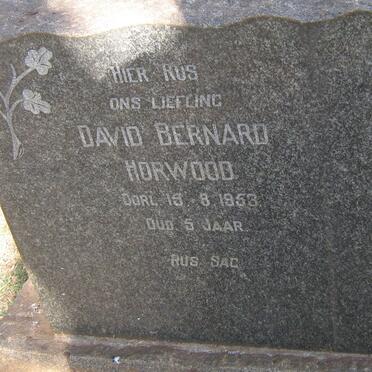 HIER RUS
ONS LIEFLING
DAVID BERNARD
HORWOOD
OORL. 15 - 8 1953
OUD 5 JAAR
RUS SAG